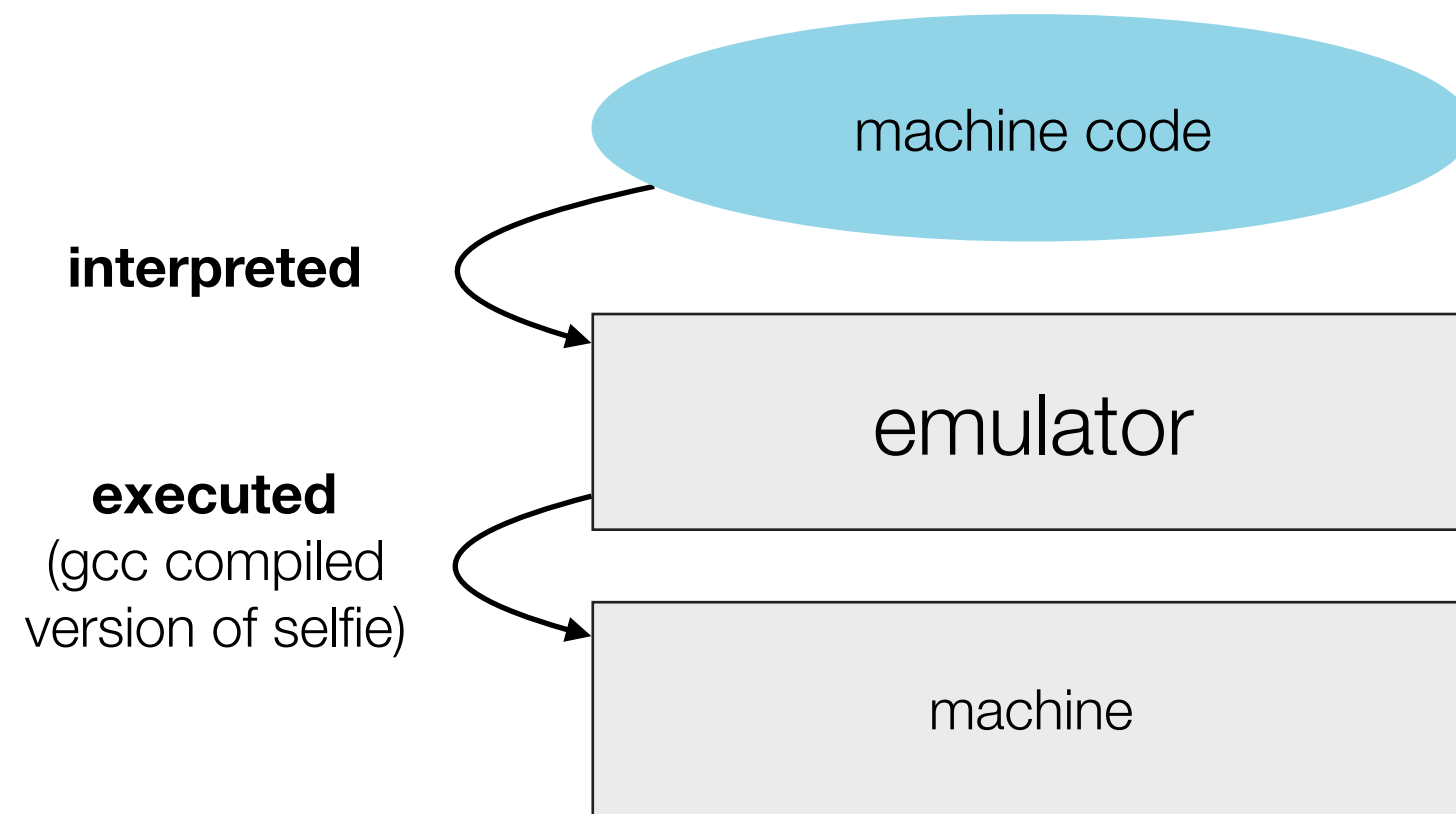 machine code
interpreted
emulator
executed
(gcc compiled
version of selfie)
machine